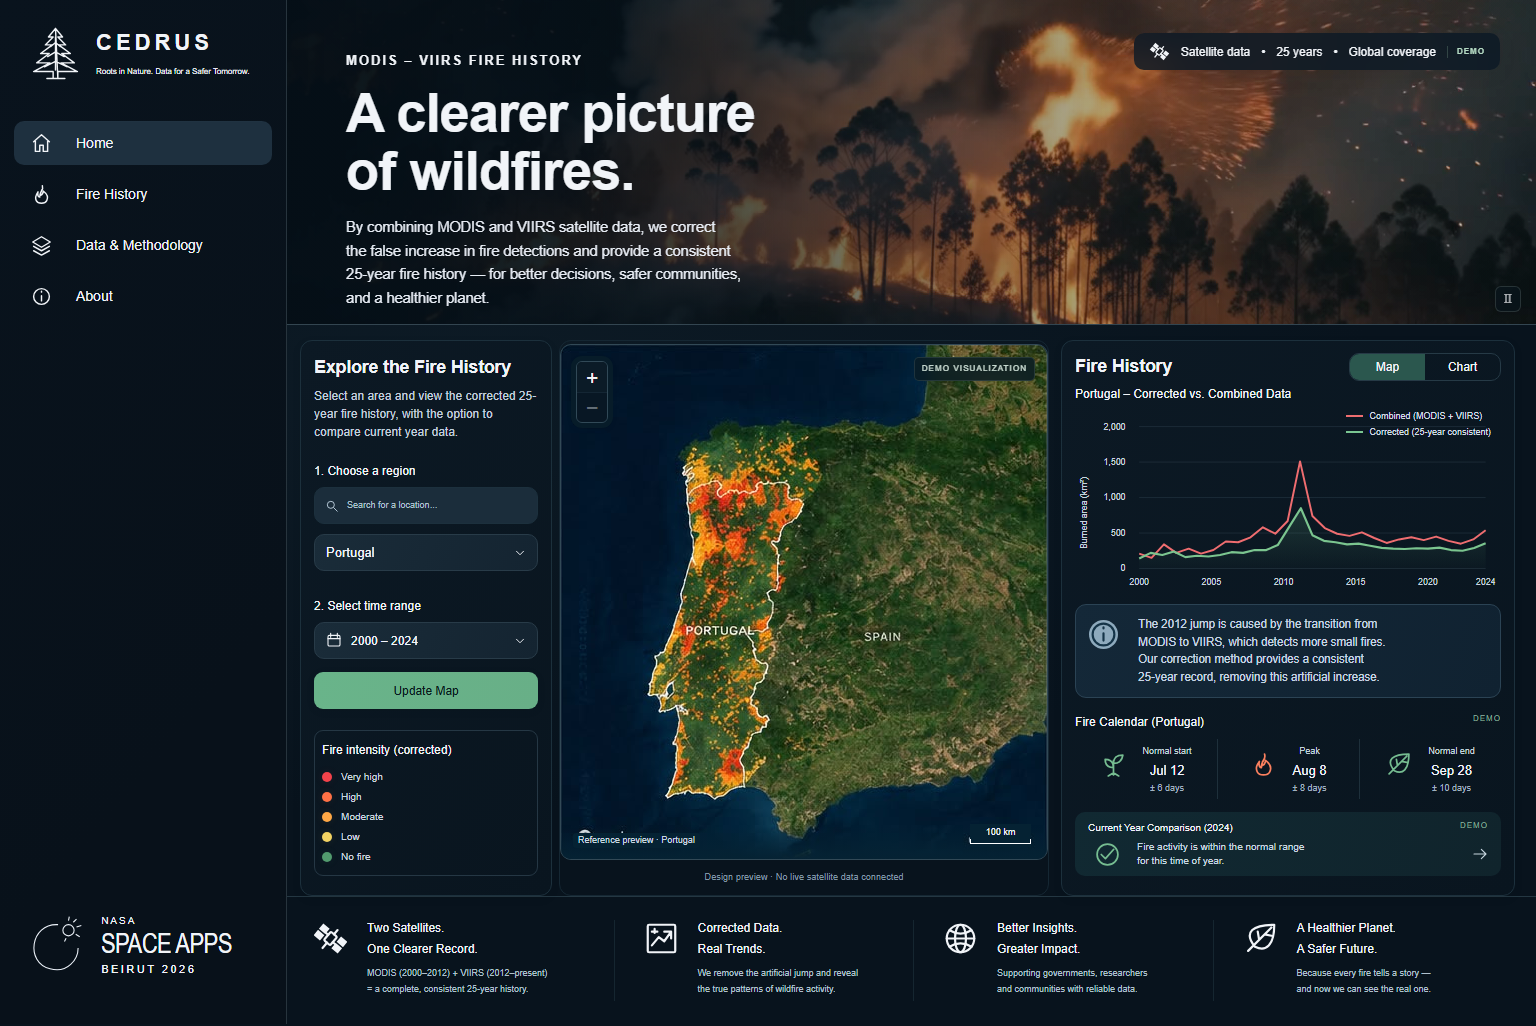 CEDRUS
Roots in Nature. Data for a Safer Tomorrow.
Home
Fire History
Data & Methodology
About
NASA
SPACE APPS
BEIRUT 2026
MODIS – VIIRS FIRE HISTORY
A clearer picture
of wildfires.
By combining MODIS and VIIRS satellite data, we correct
the false increase in fire detections and provide a consistent
25-year fire history — for better decisions, safer communities,
and a healthier planet.
Satellite data • 25 years • Global coverage DEMO
Explore the Fire History
Select an area and view the corrected 25-
year fire history, with the option to
compare current year data.
1. Choose a region
Search for a location...
Portugal
2. Select time range
2000 – 2024
Update Map
Fire intensity (corrected)
Very high
High
Moderate
Low
No fire
+
−
DEMO VISUALIZATION
PORTUGAL
SPAIN
Reference preview · Portugal
100 km
Design preview · No live satellite data connected
Fire History
Map
Chart
Portugal – Corrected vs. Combined Data
Combined (MODIS + VIIRS)
Corrected (25-year consistent)
Burned area (km²)
2,000
1,500
1,000
500
0
2000 2005 2010 2015 2020 2024
The 2012 jump is caused by the transition from
MODIS to VIIRS, which detects more small fires.
Our correction method provides a consistent
25-year record, removing this artificial increase.
Fire Calendar (Portugal)
DEMO
Normal start
Jul 12
± 6 days
Peak
Aug 8
± 8 days
Normal end
Sep 28
± 10 days
Current Year Comparison (2024)
DEMO
Fire activity is within the normal range
for this time of year.
Two Satellites.
One Clearer Record.
MODIS (2000–2012) + VIIRS (2012–present)
= a complete, consistent 25-year history.
Corrected Data.
Real Trends.
We remove the artificial jump and reveal
the true patterns of wildfire activity.
Better Insights.
Greater Impact.
Supporting governments, researchers
and communities with reliable data.
A Healthier Planet.
A Safer Future.
Because every fire tells a story —
and now we can see the real one.